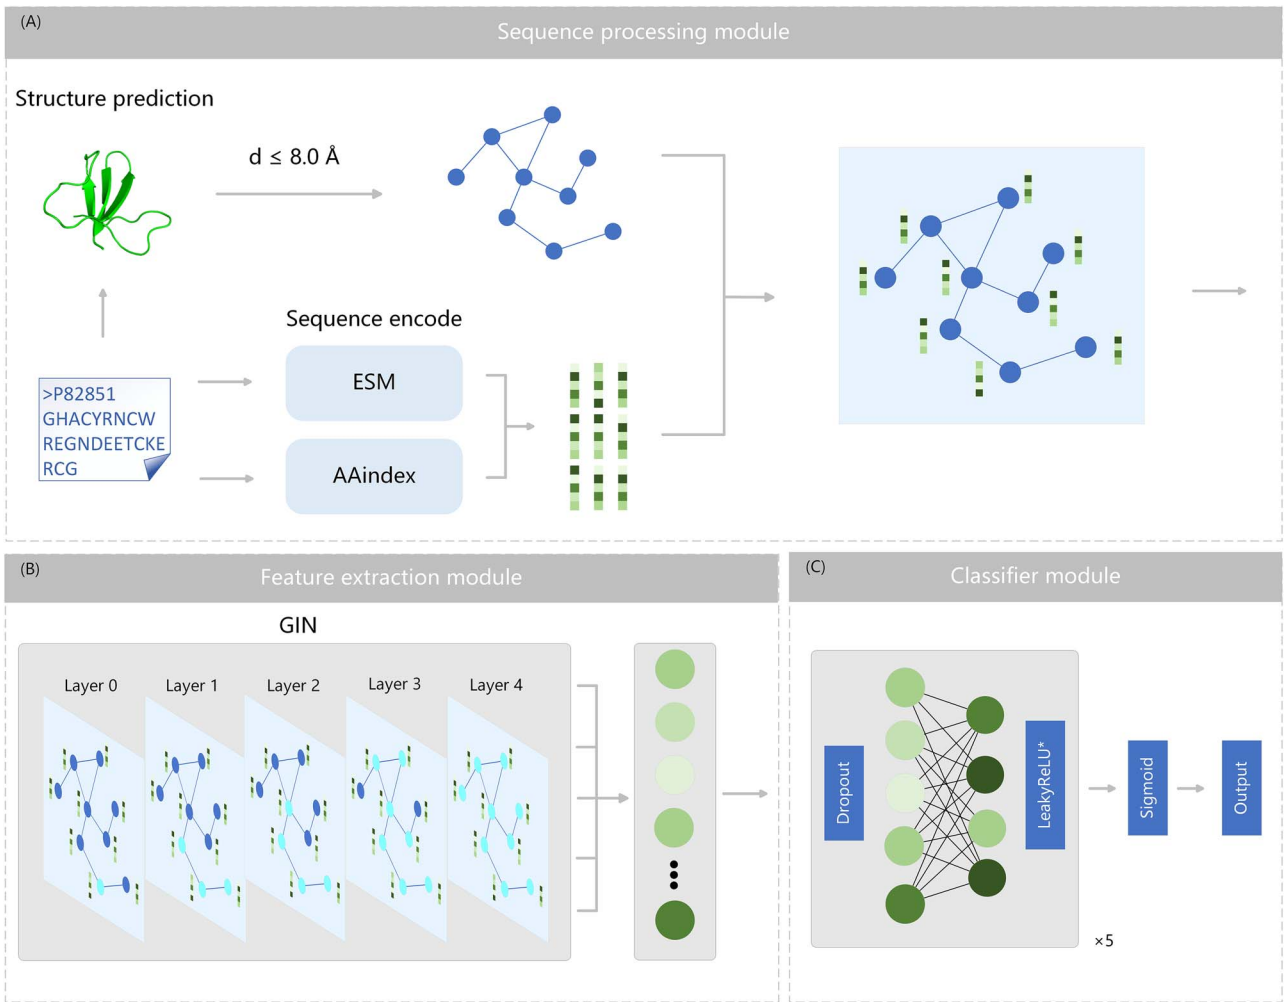 (A)
Sequence processing module
Structure prediction
d ≤ 8.0 Å
Sequence encode
ESM
AAindex
>P82851
GHACYRNCW
REGNDEETCKE
RCG
(B)
Feature extraction module
GIN
Layer 0
Layer 1
Layer 2
Layer 3
Layer 4
(C)
Classifier module
Dropout
LeakyReLU*
Sigmoid
Output
×5